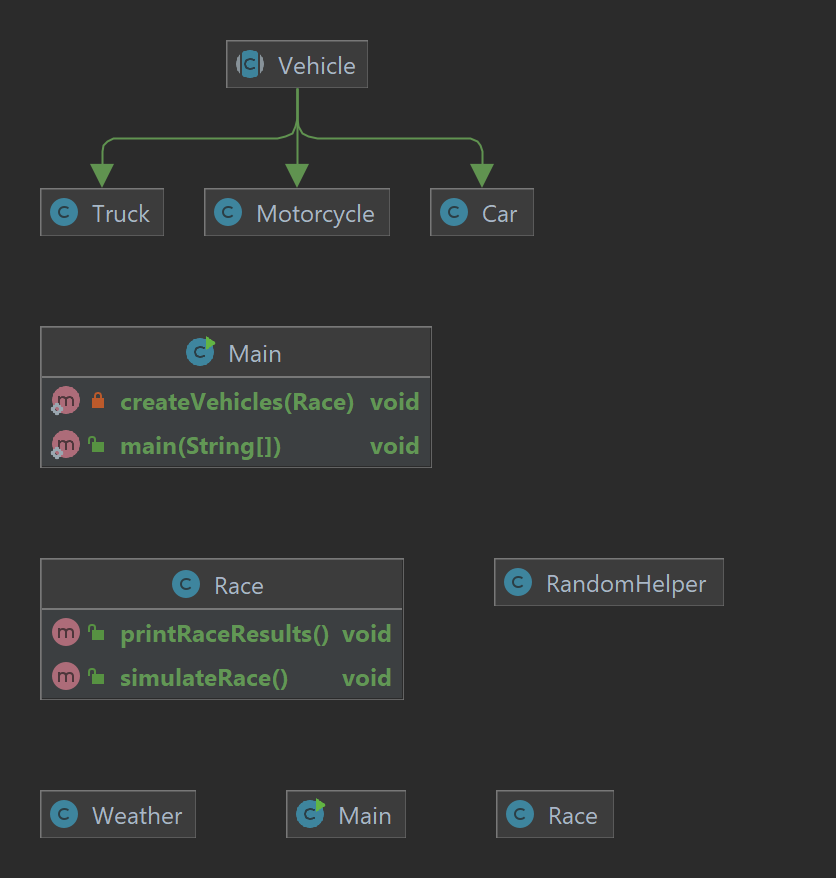 Vehicle
Truck Motorcycle Car
Main
createVehicles(Race) void
main(String[]) void
Race
printRaceResults() void
simulateRace() void
RandomHelper
Weather Main Race